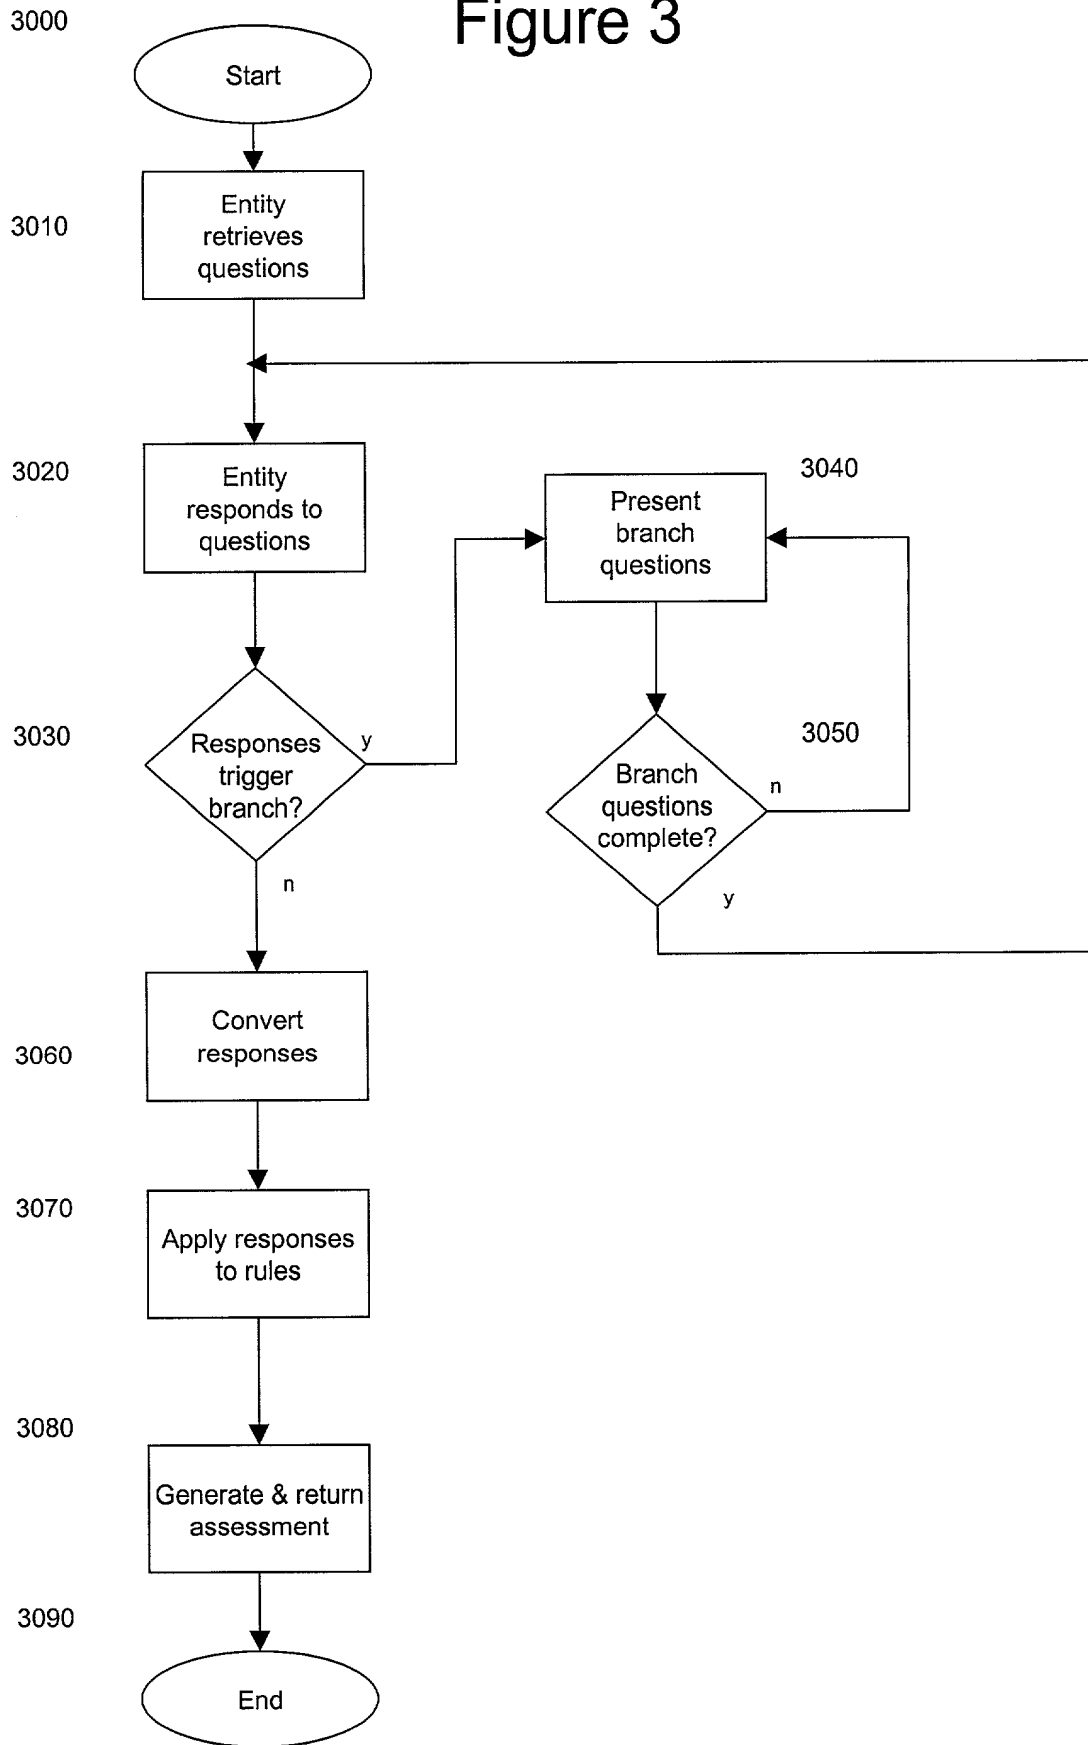 Figure 3
3000
Start
3010
Entity
retrieves
questions
3020
Entity
responds to
questions
3030
Responses
trigger
branch?
y
n
3040
Present
branch
questions
3050
Branch
questions
complete?
n
y
3060
Convert
responses
3070
Apply responses
to rules
3080
Generate & return
assessment
3090
End